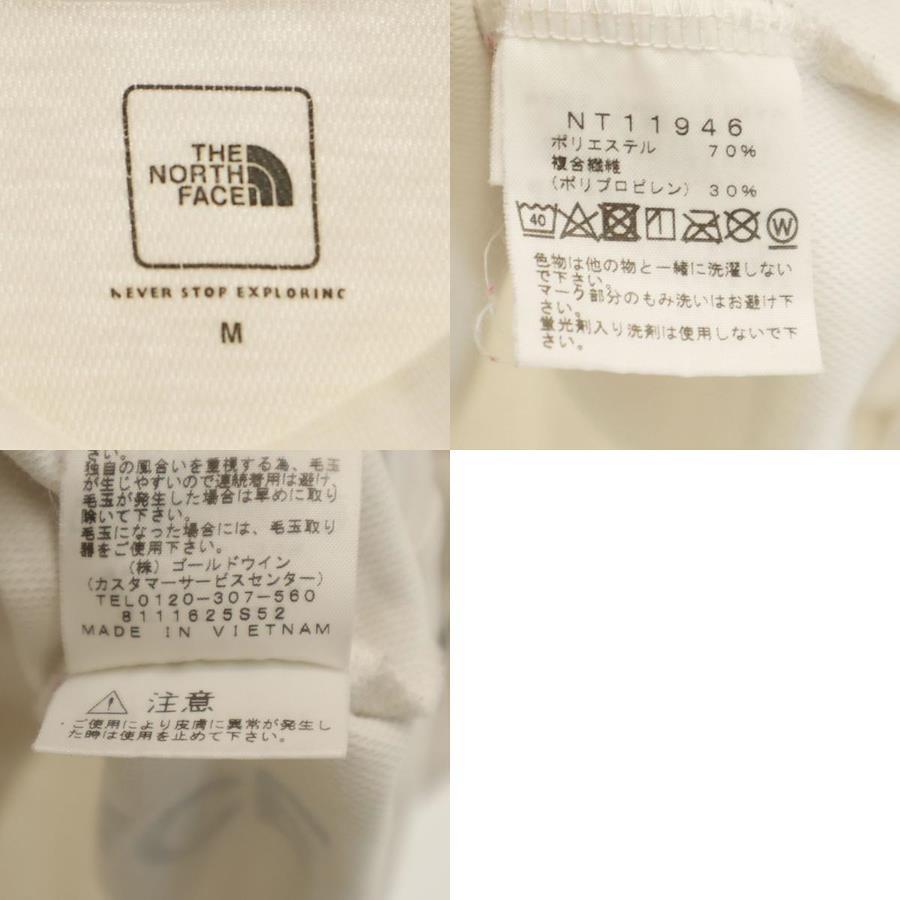 THE
NORTH
FACE
NEVER STOP EXPLORING
M
NT11946
ポリエステル 70%
複合繊維
(ポリプロピレン) 30%
40
W
色物は他の物と一緒に洗濯しない
で下さい。
マーク部分のもみ洗いはお避け下
さい。
蛍光剤入り洗剤は使用しないで下
さい。
さい。
独自の風合いを重視する為、毛玉
が生じやすいので連続着用は避け、
毛玉が発生した場合は早めに取り
除いて下さい。
毛玉になった場合には、毛玉取り
器をご使用下さい。
(株) ゴールドウイン
(カスタマーサービスセンター)
TEL0120-307-560
8111625S52
MADE IN VIETNAM
注意
・ご使用により皮膚に異常が発生し
た時は使用を止めて下さい。